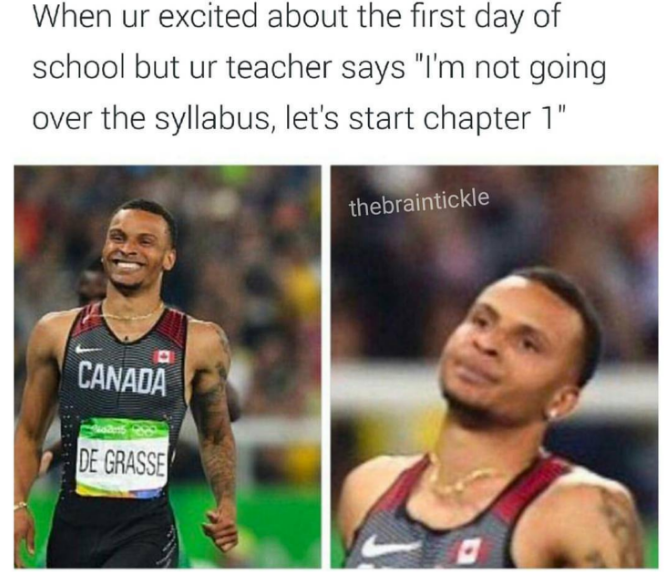 When ur excited about the first day of
school but ur teacher says "I'm not going
over the syllabus, let's start chapter 1"
thebraintickle
CANADA
DE GRASSE